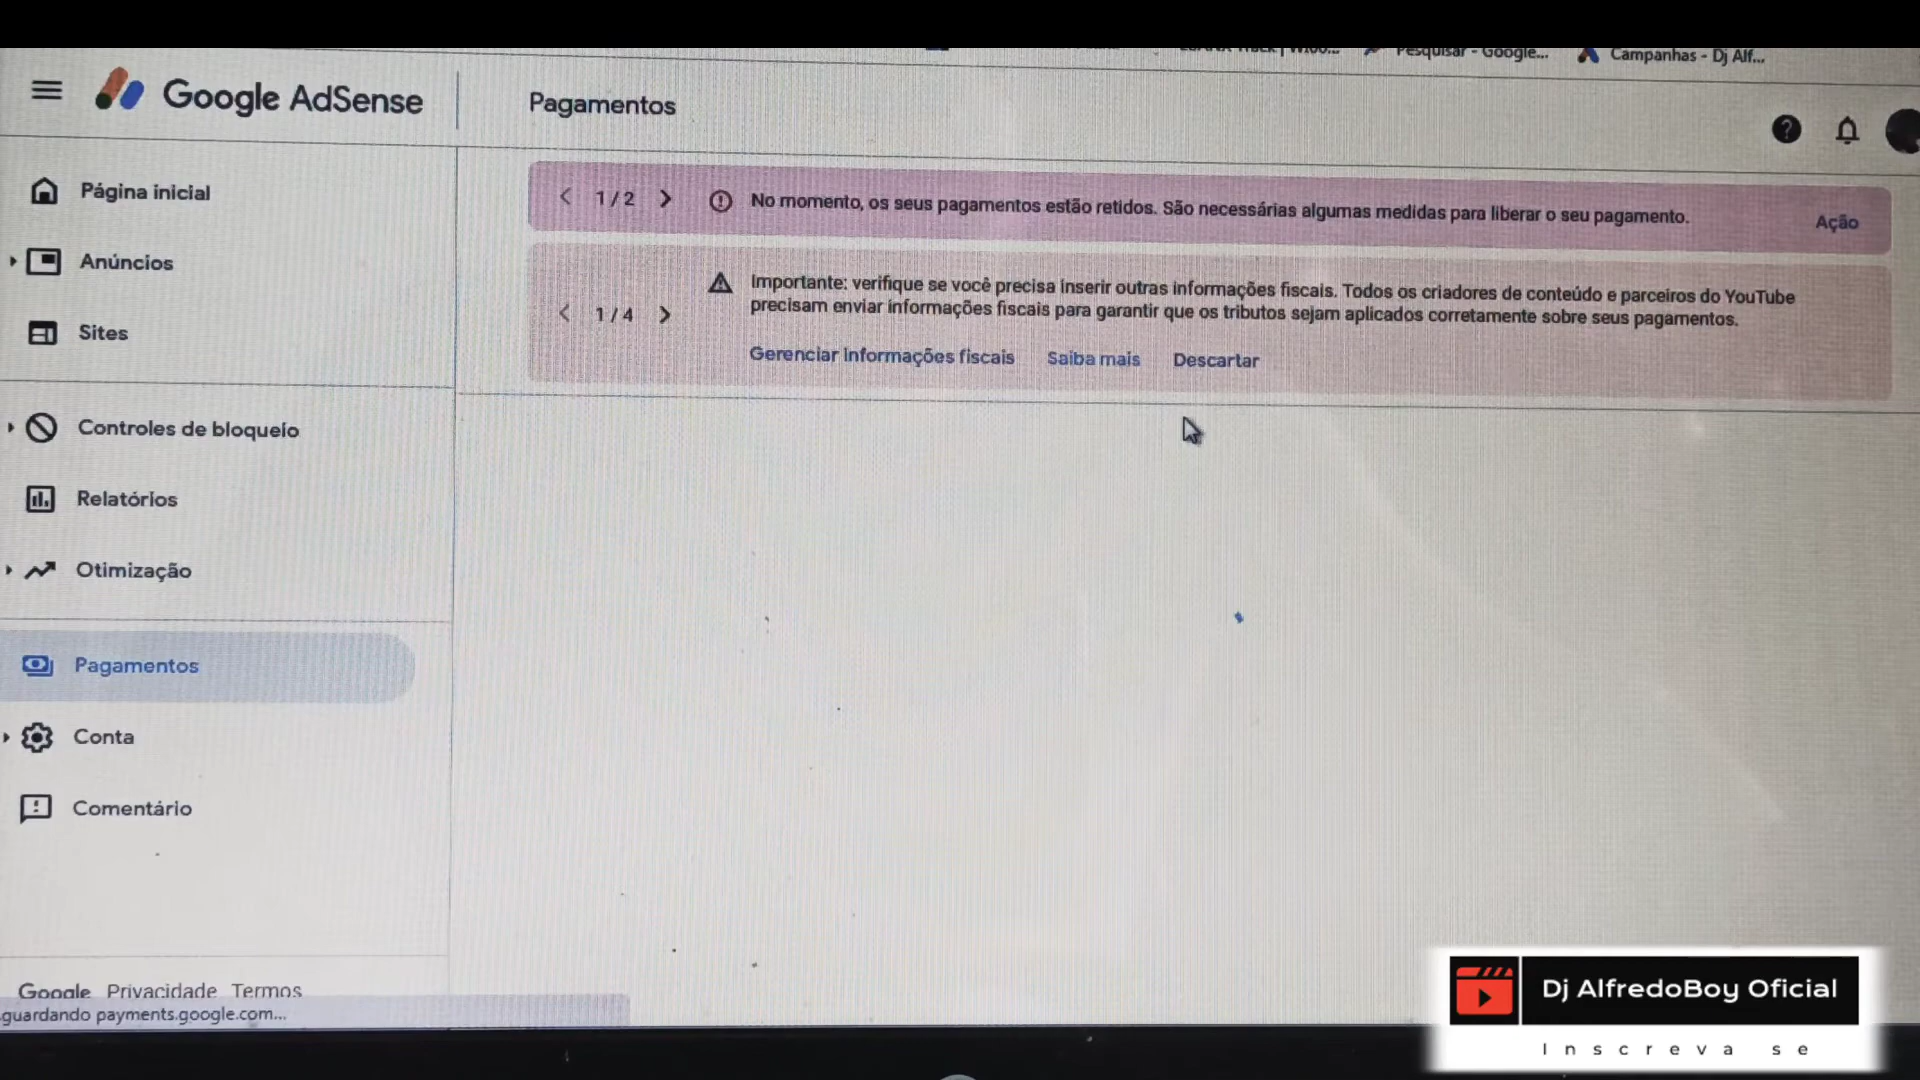 Pesquisar - Google...
Campanhas - Dj Alf...
Google AdSense
Pagamentos
Página inicial
Anúncios
Sites
Controles de bloqueio
Relatórios
Otimização
Pagamentos
Conta
Comentário
Google Privacidade Termos
guardando payments.google.com...
1 / 2
No momento, os seus pagamentos estão retidos. São necessárias algumas medidas para liberar o seu pagamento.
Ação
1 / 4
Importante: verifique se você precisa inserir outras informações fiscais. Todos os criadores de conteúdo e parceiros do YouTube
precisam enviar informações fiscais para garantir que os tributos sejam aplicados corretamente sobre seus pagamentos.
Gerenciar informações fiscais Saiba mais Descartar
Dj AlfredoBoy Oficial
Inscreva se